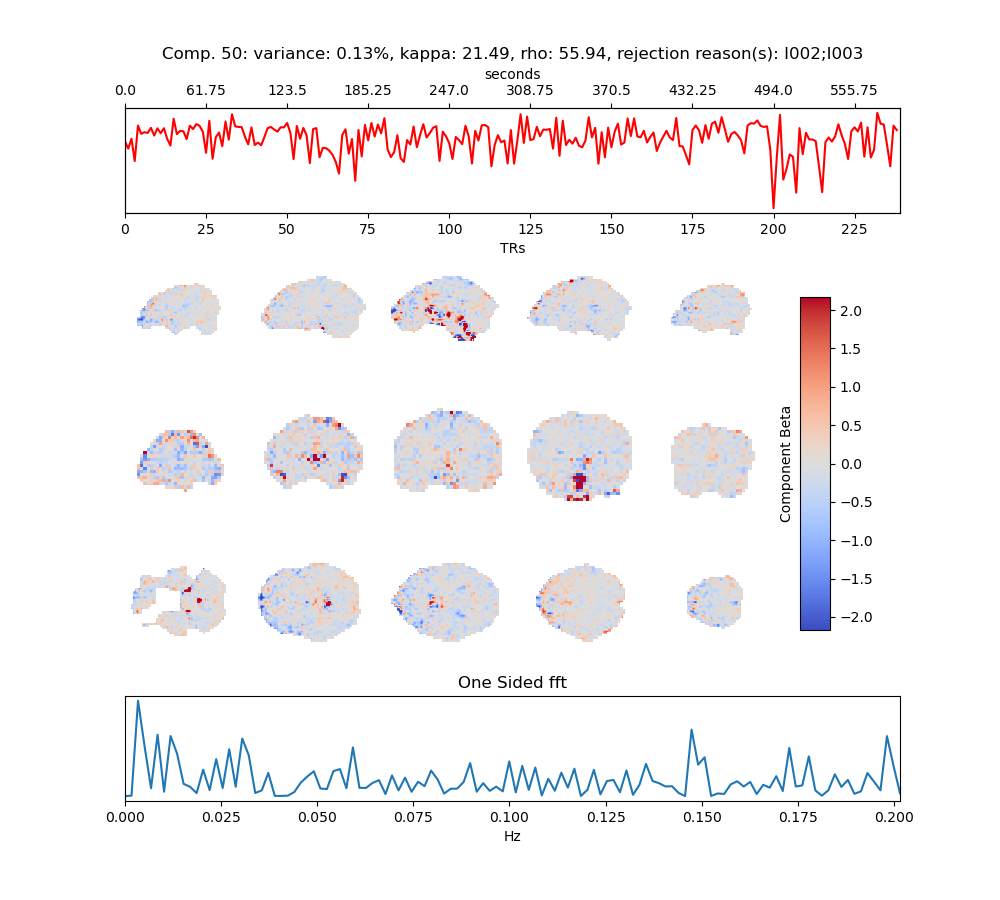 Comp. 50: variance: 0.13%, kappa: 21.49, rho: 55.94, rejection reason(s): I002;I003
seconds
0.0 61.75 123.5 185.25 247.0 308.75 370.5 432.25 494.0 555.75
0 25 50 75 100 125 150 175 200 225
TRs
2.0
1.5
1.0
0.5
0.0
−0.5
−1.0
−1.5
−2.0
Component Beta
One Sided fft
0.000 0.025 0.050 0.075 0.100 0.125 0.150 0.175 0.200
Hz